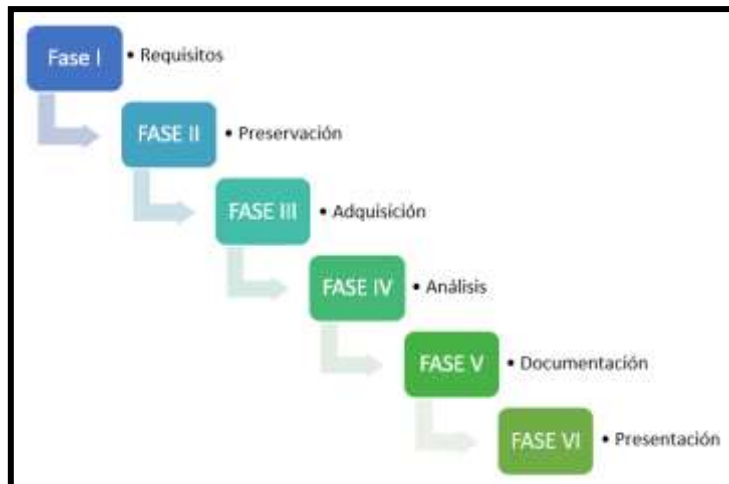 Fase I
• Requisitos
FASE II
• Preservación
FASE III
• Adquisición
FASE IV
• Análisis
FASE V
• Documentación
FASE VI
• Presentación